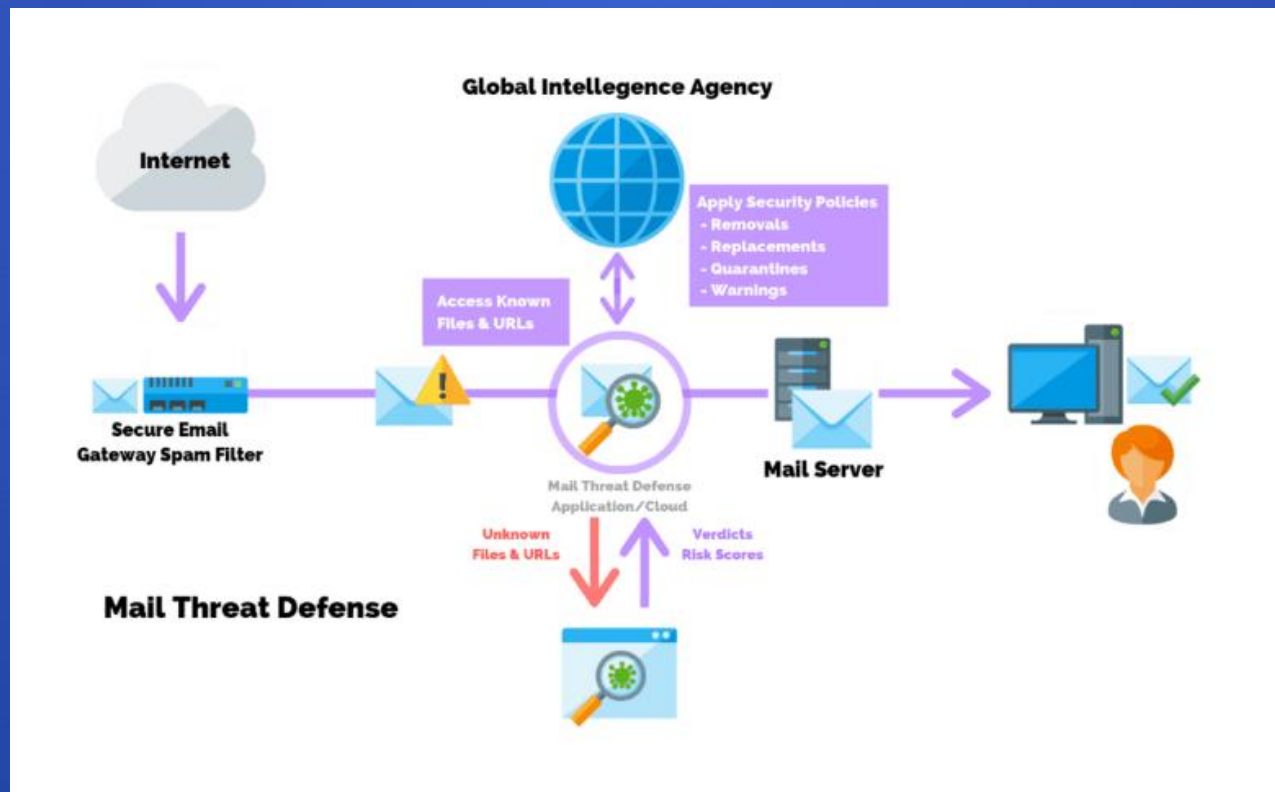 Global Intellegence Agency
Internet
Apply Security Policies
- Removals
- Replacements
- Quarantines
- Warnings
Access Known
Files & URLs
Secure Email
Gateway Spam Filter
Mail Server
Mail Threat Defense
Application/Cloud
Unknown
Files & URLs
Verdicts
Risk Scores
Mail Threat Defense